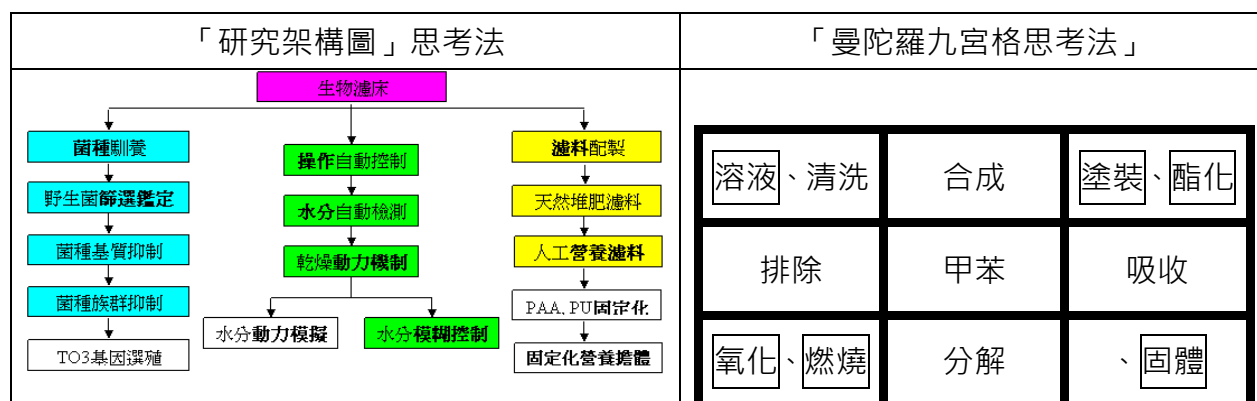 「研究架構圖」思考法
「曼陀羅九宮格思考法」
生物濾床
菌種馴養
操作自動控制
濾料配製
野生菌篩選鑑定
水分自動檢測
天然堆肥濾料
菌種基質抑制
乾燥動力機制
人工營養濾料
菌種族群抑制
水分動力模擬
水分模糊控制
PAA, PU固定化
TO3基因選殖
固定化營養擔體
溶液、清洗
合成
塗裝、酯化
排除
甲苯
吸收
氧化、燃燒
分解
、固體